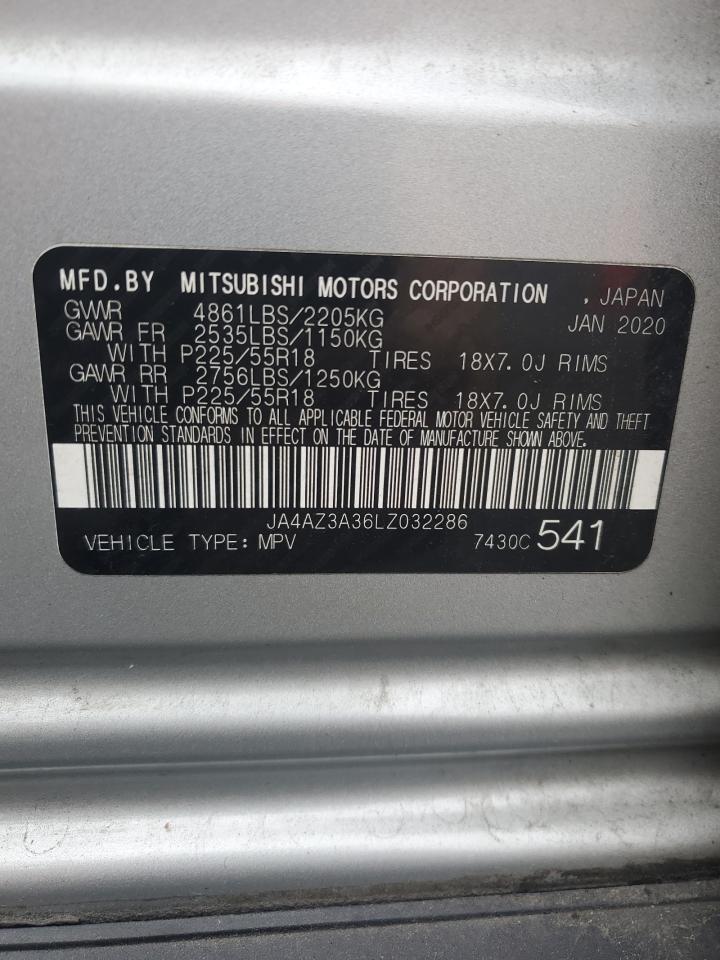 MFD.BY MITSUBISHI MOTORS CORPORATION , JAPAN
GVWR 4861LBS/2205KG JAN 2020
GAWR FR 2535LBS/1150KG
WITH P225/55R18 TIRES 18X7.0J RIMS
GAWR RR 2756LBS/1250KG
WITH P225/55R18 TIRES 18X7.0J RIMS
THIS VEHICLE CONFORMS TO ALL APPLICABLE FEDERAL MOTOR VEHICLE SAFETY AND THEFT
PREVENTION STANDARDS IN EFFECT ON THE DATE OF MANUFACTURE SHOWN ABOVE.
JA4AZ3A36LZ032286
VEHICLE TYPE: MPV 7430C 541